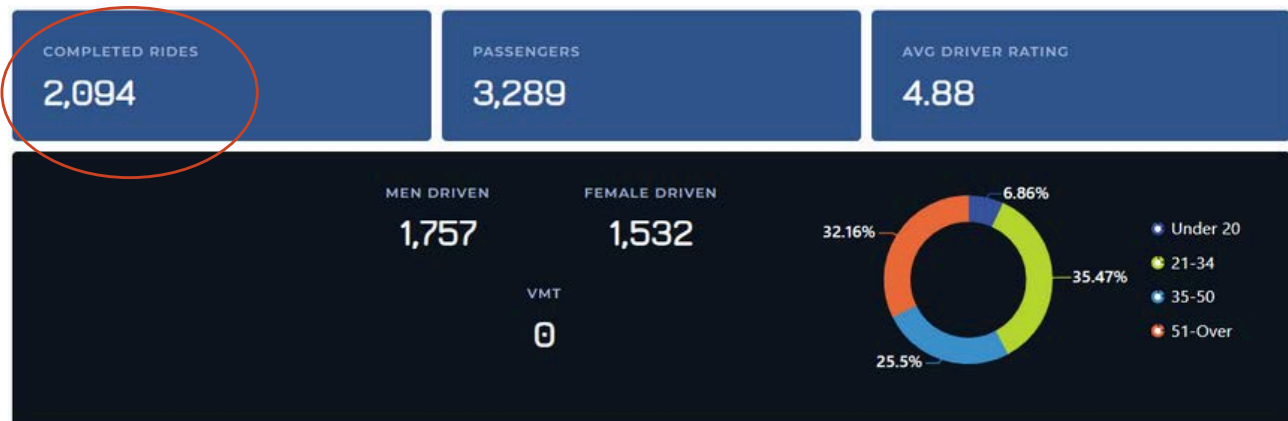 COMPLETED RIDES
2,094
PASSENGERS
3,289
AVG DRIVER RATING
4.88
MEN DRIVEN
1,757
FEMALE DRIVEN
1,532
VMT
0
6.86%
32.16%
35.47%
25.5%
Under 20
21-34
35-50
51-Over